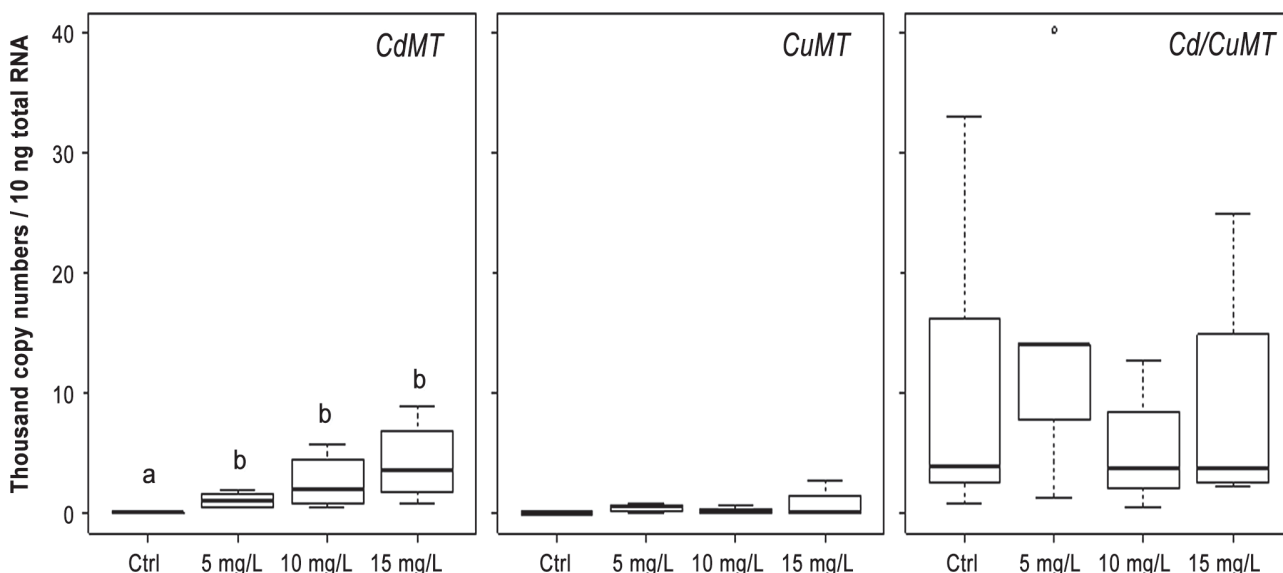 Thousand copy numbers / 10 ng total RNA
40
30
20
10
0
CdMT
a
b
b
b
Ctrl 5 mg/L 10 mg/L 15 mg/L
CuMT
Ctrl 5 mg/L 10 mg/L 15 mg/L
Cd/CuMT
Ctrl 5 mg/L 10 mg/L 15 mg/L